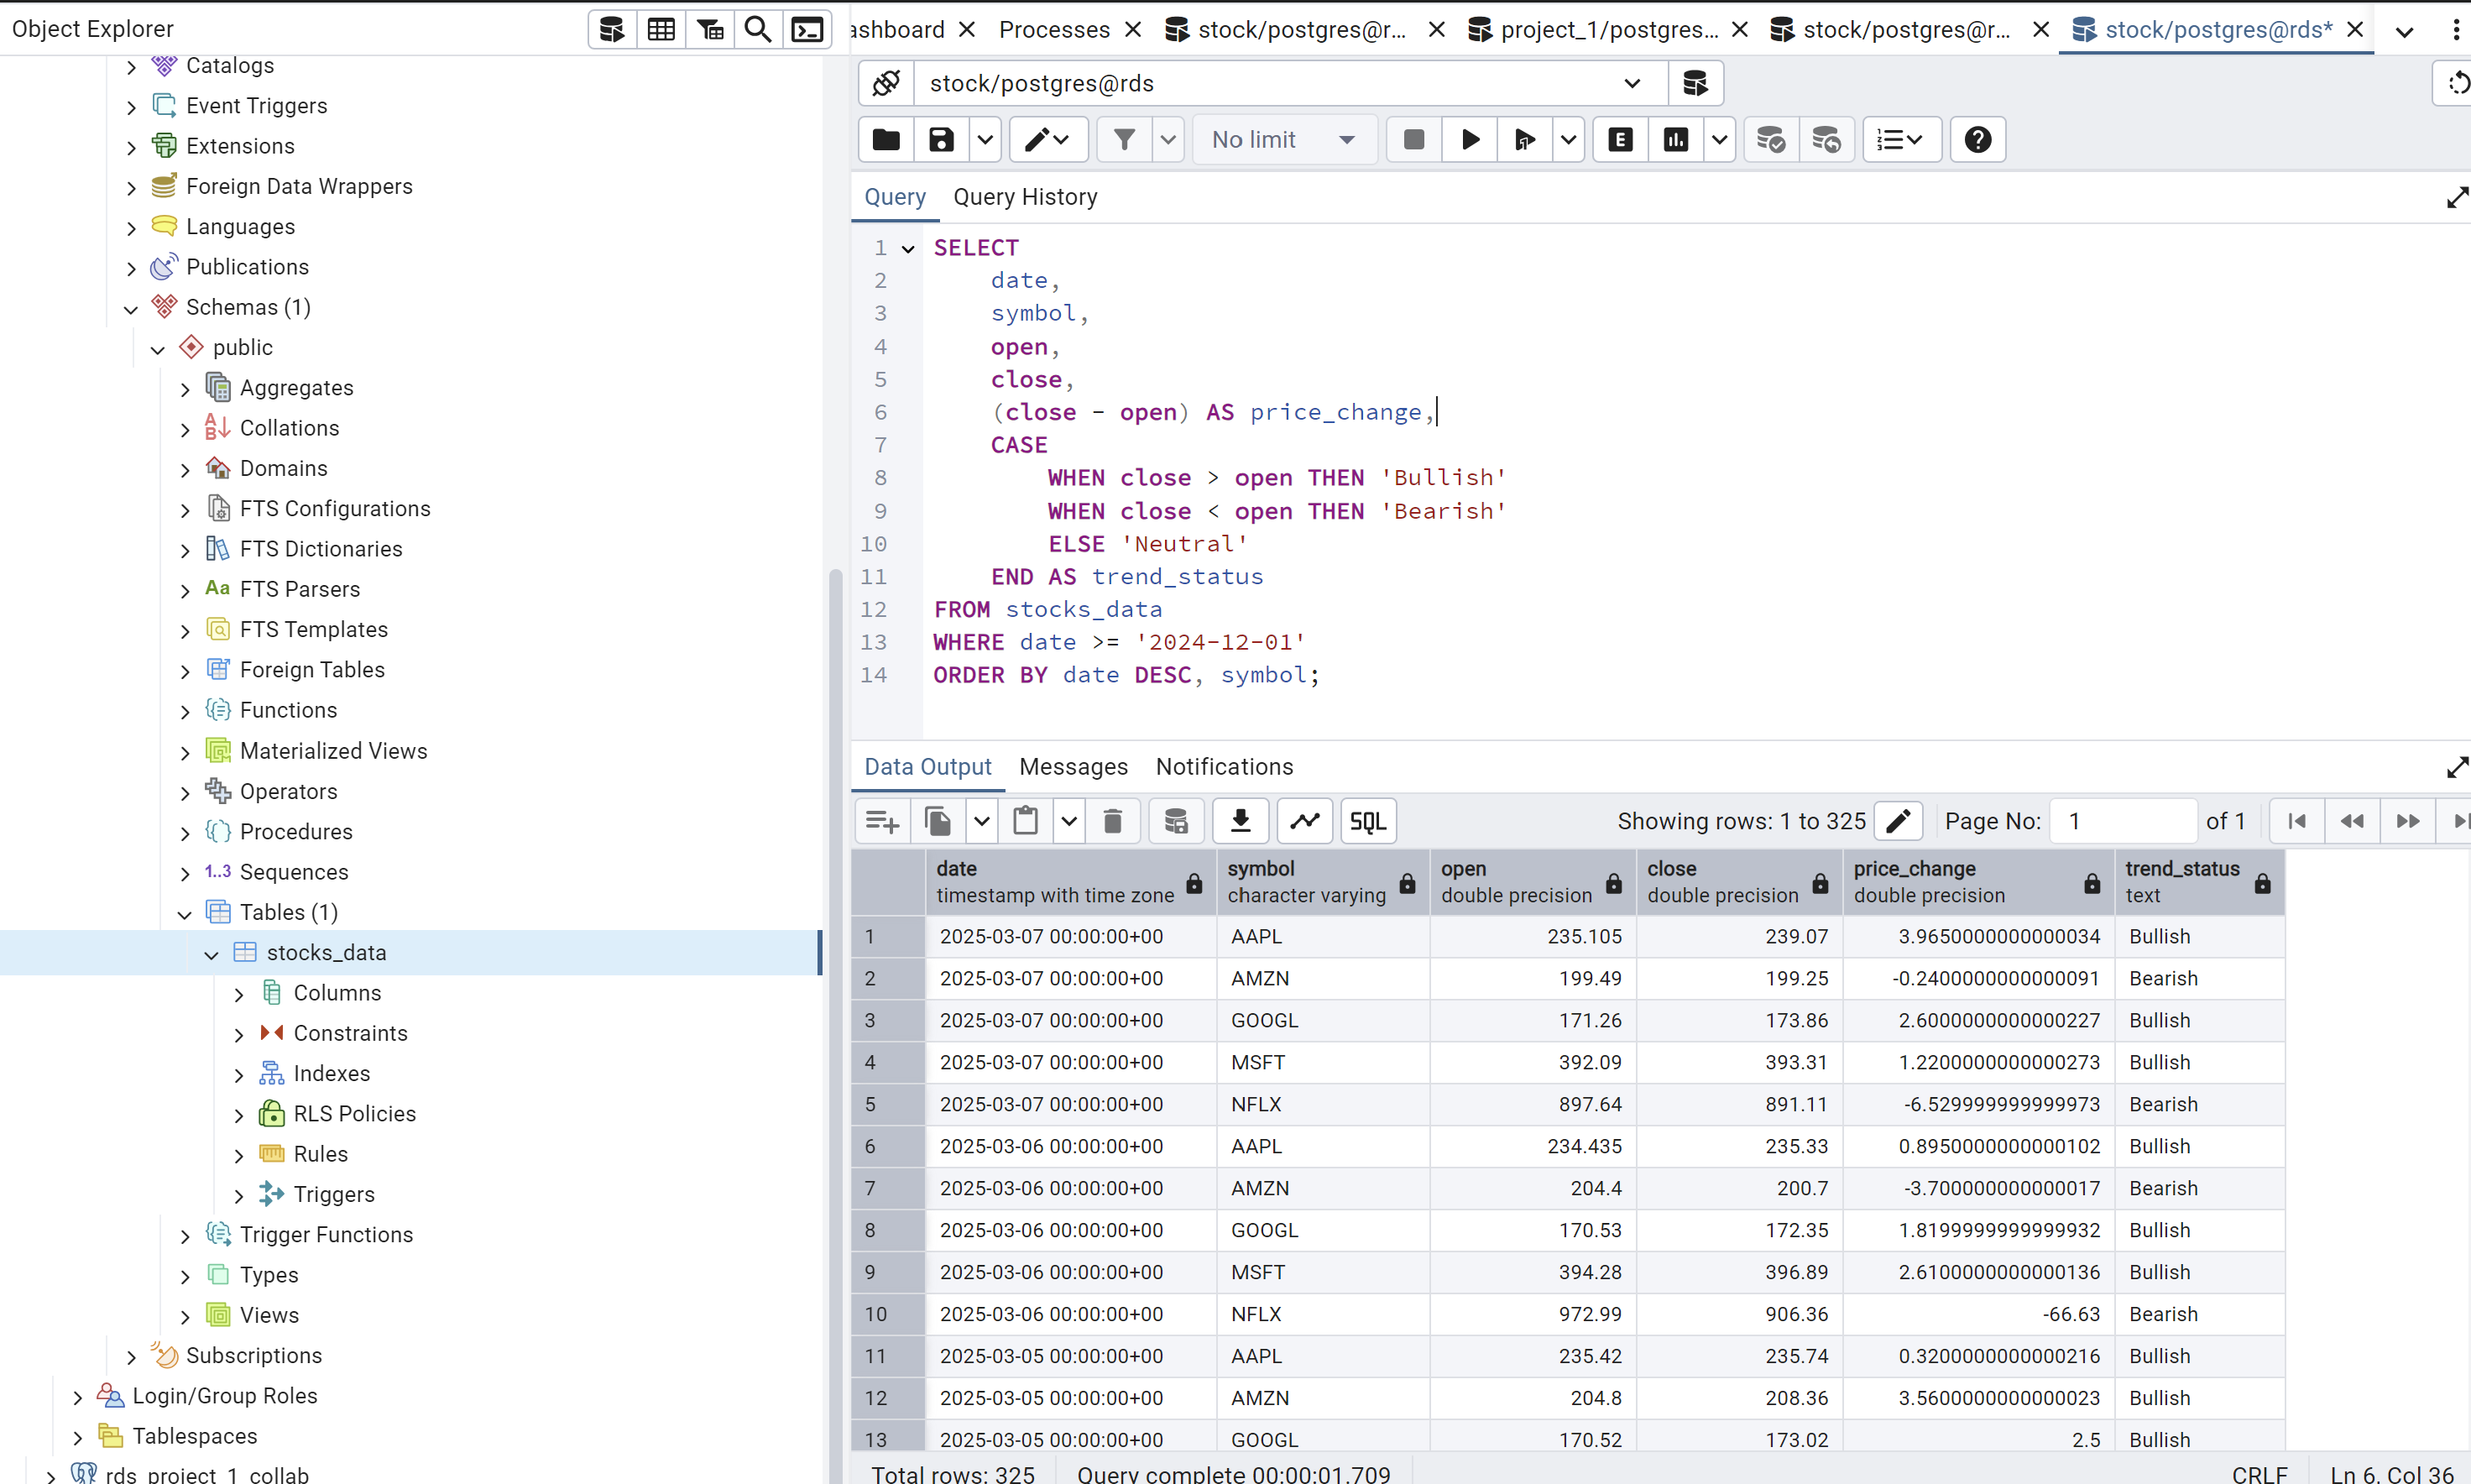 Object Explorer
Catalogs
Event Triggers
Extensions
Foreign Data Wrappers
Languages
Publications
Schemas (1)
public
Aggregates
Collations
Domains
FTS Configurations
FTS Dictionaries
Aa FTS Parsers
FTS Templates
Foreign Tables
Functions
Materialized Views
Operators
Procedures
1..3 Sequences
Tables (1)
stocks_data
Columns
Constraints
Indexes
RLS Policies
Rules
Triggers
Trigger Functions
Types
Views
Subscriptions
Login/Group Roles
Tablespaces
rds_project_1_collab
ashboard Processes stock/postgres@r... project_1/postgres... stock/postgres@r... stock/postgres@rds*
stock/postgres@rds
No limit E
Query Query History
1 SELECT
2 date,
3 symbol,
4 open,
5 close,
6 (close - open) AS price_change,
7 CASE
8 WHEN close > open THEN 'Bullish'
9 WHEN close < open THEN 'Bearish'
10 ELSE 'Neutral'
11 END AS trend_status
12 FROM stocks_data
13 WHERE date >= '2024-12-01'
14 ORDER BY date DESC, symbol;
Data Output Messages Notifications
SQL Showing rows: 1 to 325 Page No: 1 of 1
date symbol open close price_change trend_status
timestamp with time zone character varying double precision double precision double precision text
1 2025-03-07 00:00:00+00 AAPL 235.105 239.07 3.9650000000000034 Bullish
2 2025-03-07 00:00:00+00 AMZN 199.49 199.25 -0.2400000000000091 Bearish
3 2025-03-07 00:00:00+00 GOOGL 171.26 173.86 2.6000000000000227 Bullish
4 2025-03-07 00:00:00+00 MSFT 392.09 393.31 1.2200000000000273 Bullish
5 2025-03-07 00:00:00+00 NFLX 897.64 891.11 -6.529999999999973 Bearish
6 2025-03-06 00:00:00+00 AAPL 234.435 235.33 0.8950000000000102 Bullish
7 2025-03-06 00:00:00+00 AMZN 204.4 200.7 -3.700000000000017 Bearish
8 2025-03-06 00:00:00+00 GOOGL 170.53 172.35 1.8199999999999932 Bullish
9 2025-03-06 00:00:00+00 MSFT 394.28 396.89 2.6100000000000136 Bullish
10 2025-03-06 00:00:00+00 NFLX 972.99 906.36 -66.63 Bearish
11 2025-03-05 00:00:00+00 AAPL 235.42 235.74 0.3200000000000216 Bullish
12 2025-03-05 00:00:00+00 AMZN 204.8 208.36 3.5600000000000023 Bullish
13 2025-03-05 00:00:00+00 GOOGL 170.52 173.02 2.5 Bullish
Total rows: 325 Query complete 00:00:01.709 CRLF Ln 6, Col 36